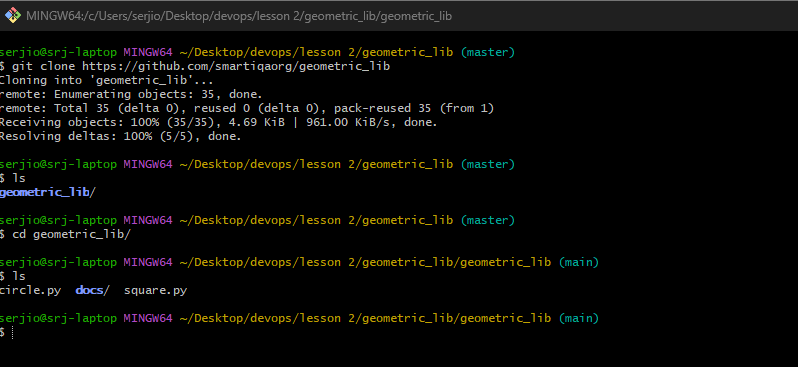 MINGW64:/c/Users/serjio/Desktop/devops/lesson 2/geometric_lib/geometric_lib
serjio@srj-laptop MINGW64 ~/Desktop/devops/lesson 2/geometric_lib (master)
$ git clone https://github.com/smartiqaorg/geometric_lib
Cloning into 'geometric_lib'...
remote: Enumerating objects: 35, done.
remote: Total 35 (delta 0), reused 0 (delta 0), pack-reused 35 (from 1)
Receiving objects: 100% (35/35), 4.69 KiB | 961.00 KiB/s, done.
Resolving deltas: 100% (5/5), done.
serjio@srj-laptop MINGW64 ~/Desktop/devops/lesson 2/geometric_lib (master)
$ ls
geometric_lib/
serjio@srj-laptop MINGW64 ~/Desktop/devops/lesson 2/geometric_lib (master)
$ cd geometric_lib/
serjio@srj-laptop MINGW64 ~/Desktop/devops/lesson 2/geometric_lib/geometric_lib (main)
$ ls
circle.py  docs/  square.py
serjio@srj-laptop MINGW64 ~/Desktop/devops/lesson 2/geometric_lib/geometric_lib (main)
$